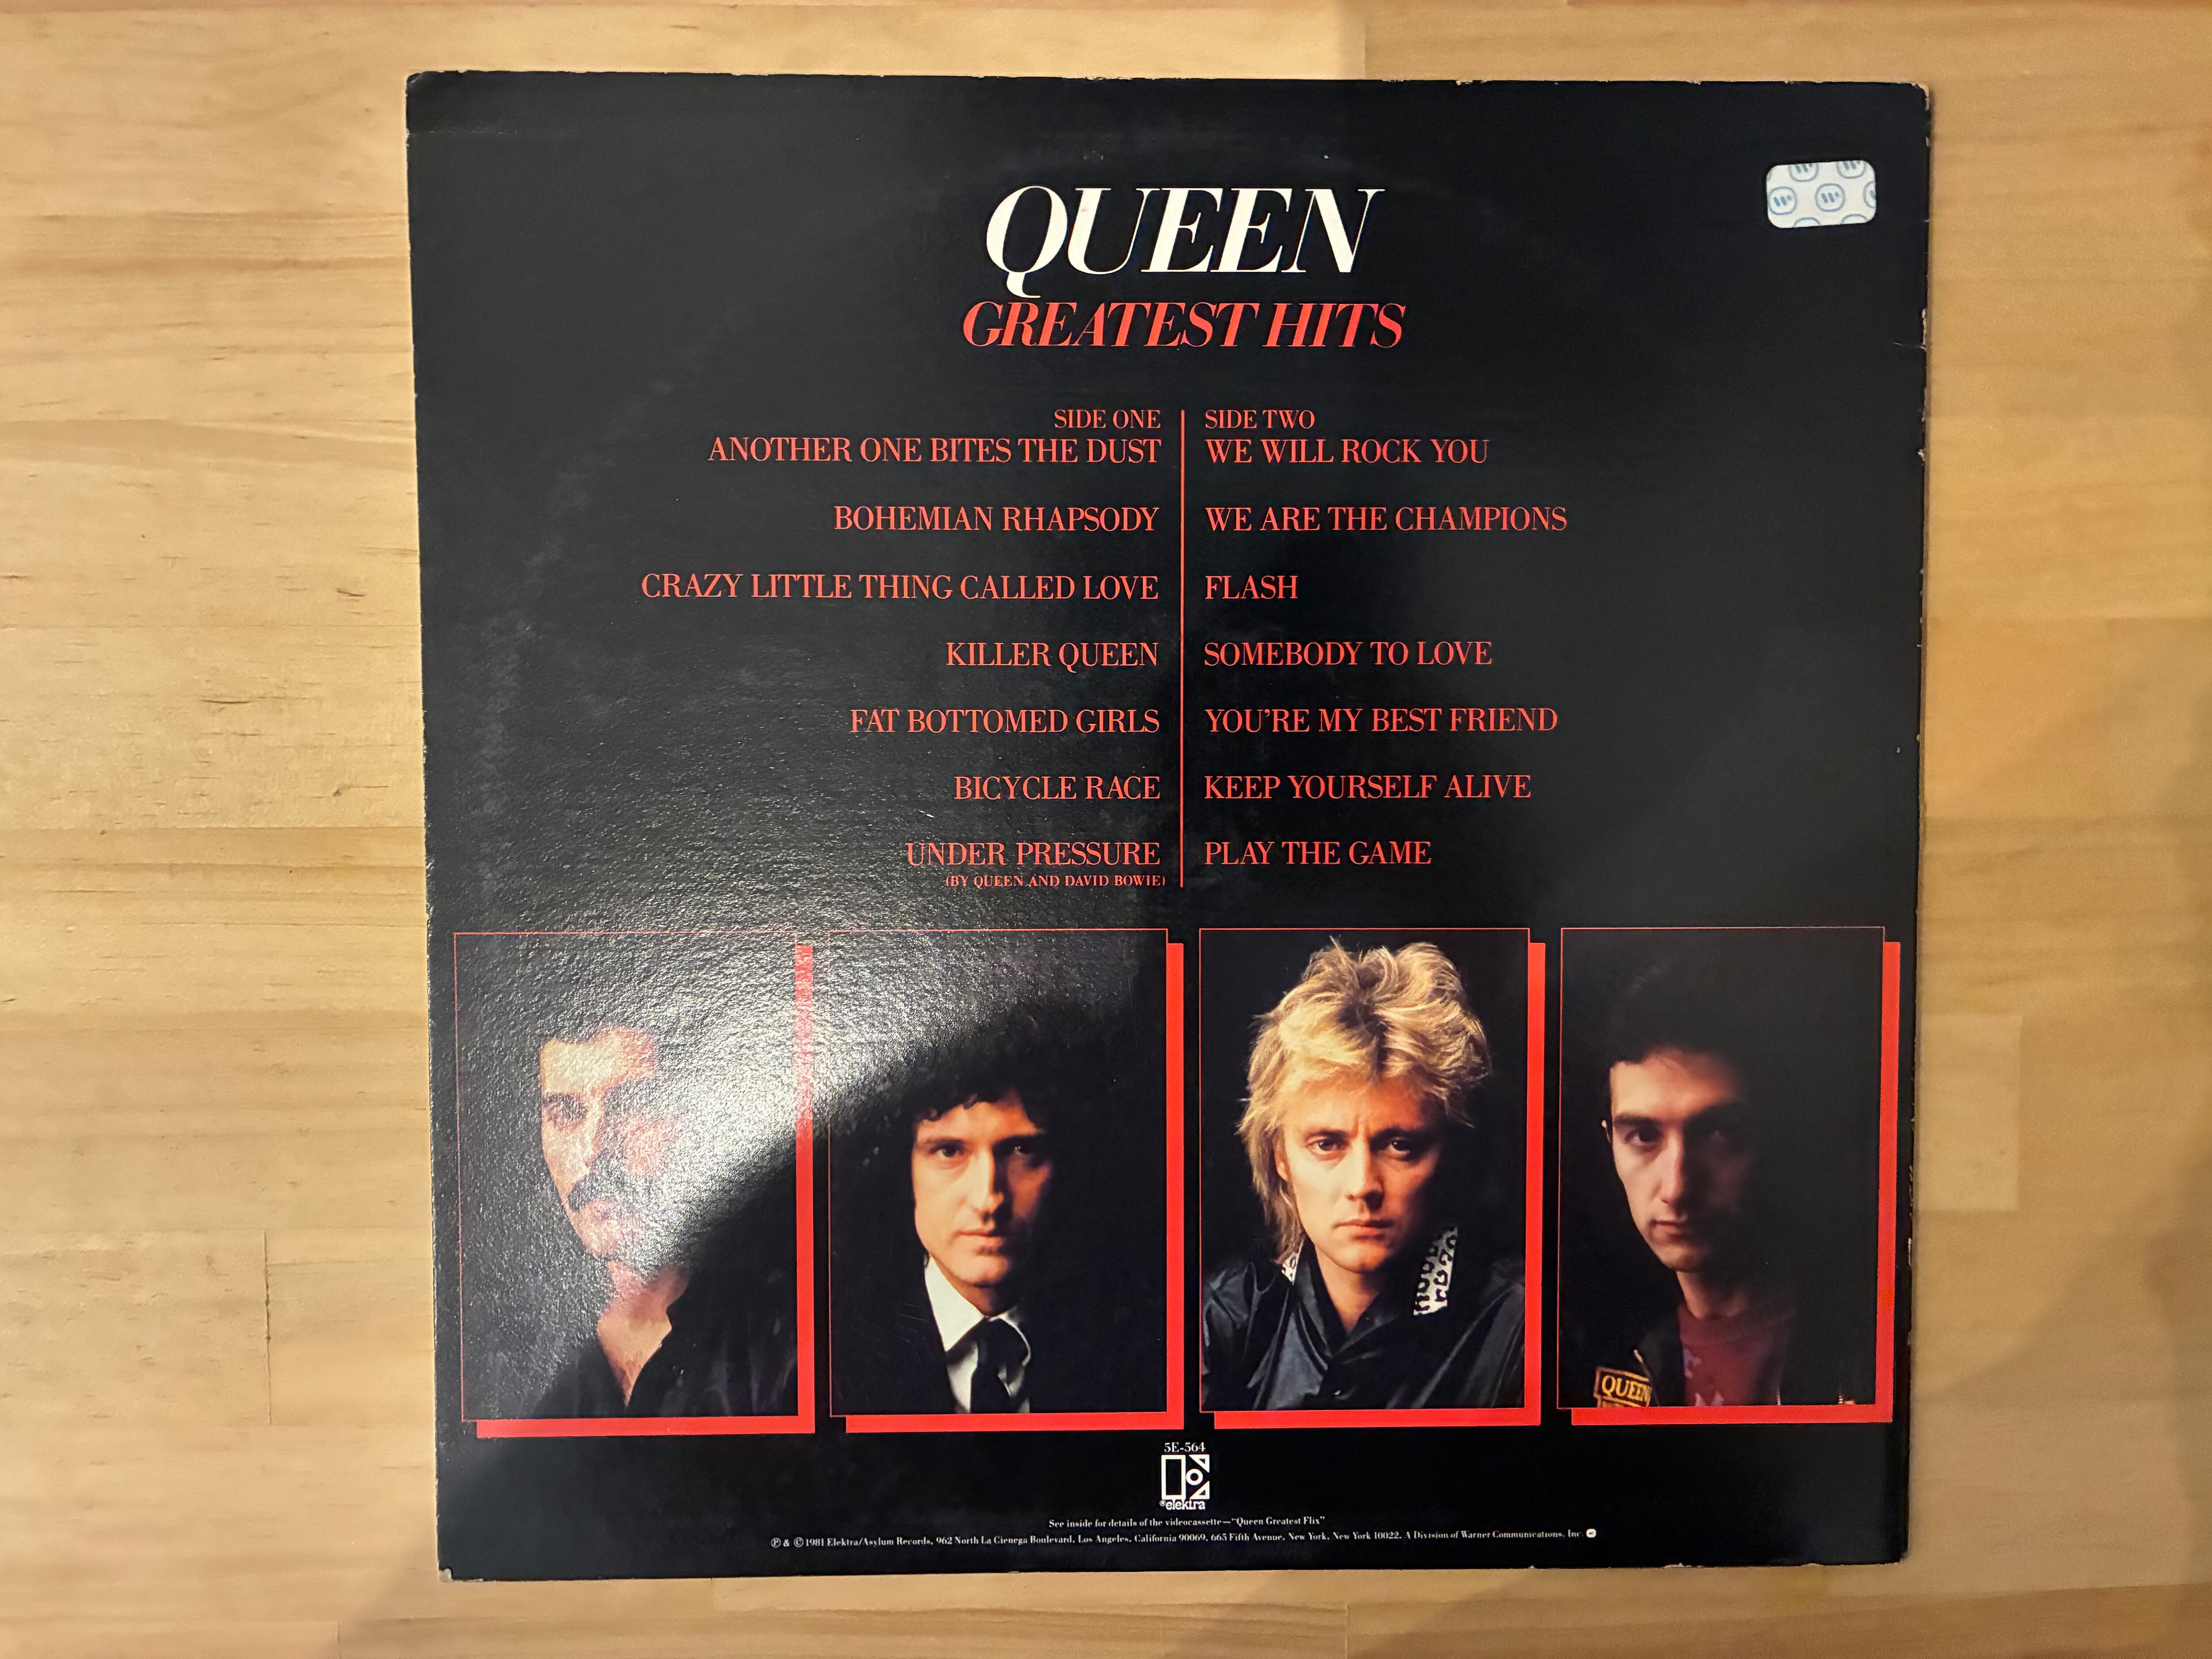 QUEEN
GREATEST HITS
SIDE ONE
ANOTHER ONE BITES THE DUST
BOHEMIAN RHAPSODY
CRAZY LITTLE THING CALLED LOVE
KILLER QUEEN
FAT BOTTOMED GIRLS
BICYCLE RACE
UNDER PRESSURE
(BY QUEEN AND DAVID BOWIE)
SIDE TWO
WE WILL ROCK YOU
WE ARE THE CHAMPIONS
FLASH
SOMEBODY TO LOVE
YOU'RE MY BEST FRIEND
KEEP YOURSELF ALIVE
PLAY THE GAME
QUEEN
5E-564
®elektra
See inside for details of the videocassette—"Queen Greatest Flix"
℗ & © 1981 Elektra/Asylum Records, 962 North La Cienega Boulevard, Los Angeles, California 90069, 665 Fifth Avenue, New York, New York 10022. A Division of Warner Communications, Inc.